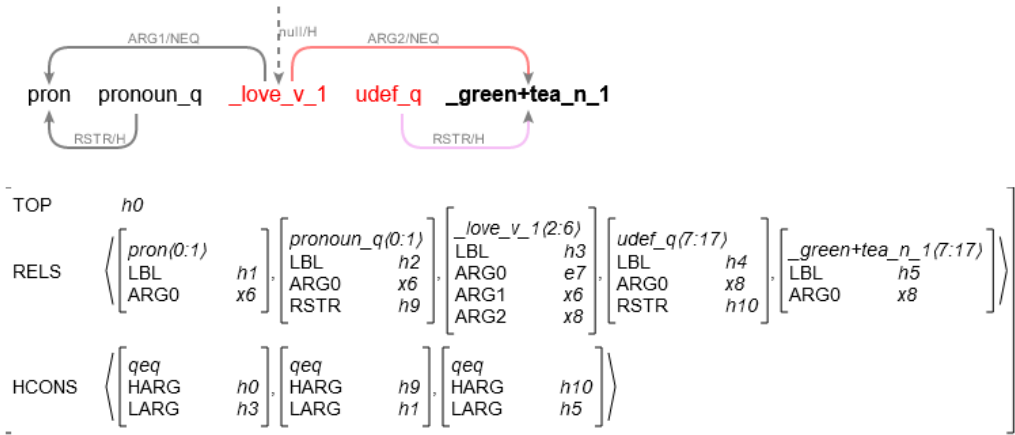 null/H
ARG1/NEQ ARG2/NEQ
pron pronoun_q _love_v_1 udef_q _green+tea_n_1
RSTR/H RSTR/H
TOP h0
RELS
pron(0:1)
LBL h1
ARG0 x6
,
pronoun_q(0:1)
LBL h2
ARG0 x6
RSTR h9
,
_love_v_1(2:6)
LBL h3
ARG0 e7
ARG1 x6
ARG2 x8
,
udef_q(7:17)
LBL h4
ARG0 x8
RSTR h10
,
_green+tea_n_1(7:17)
LBL h5
ARG0 x8
HCONS
qeq
HARG h0
LARG h3
,
qeq
HARG h9
LARG h1
,
qeq
HARG h10
LARG h5